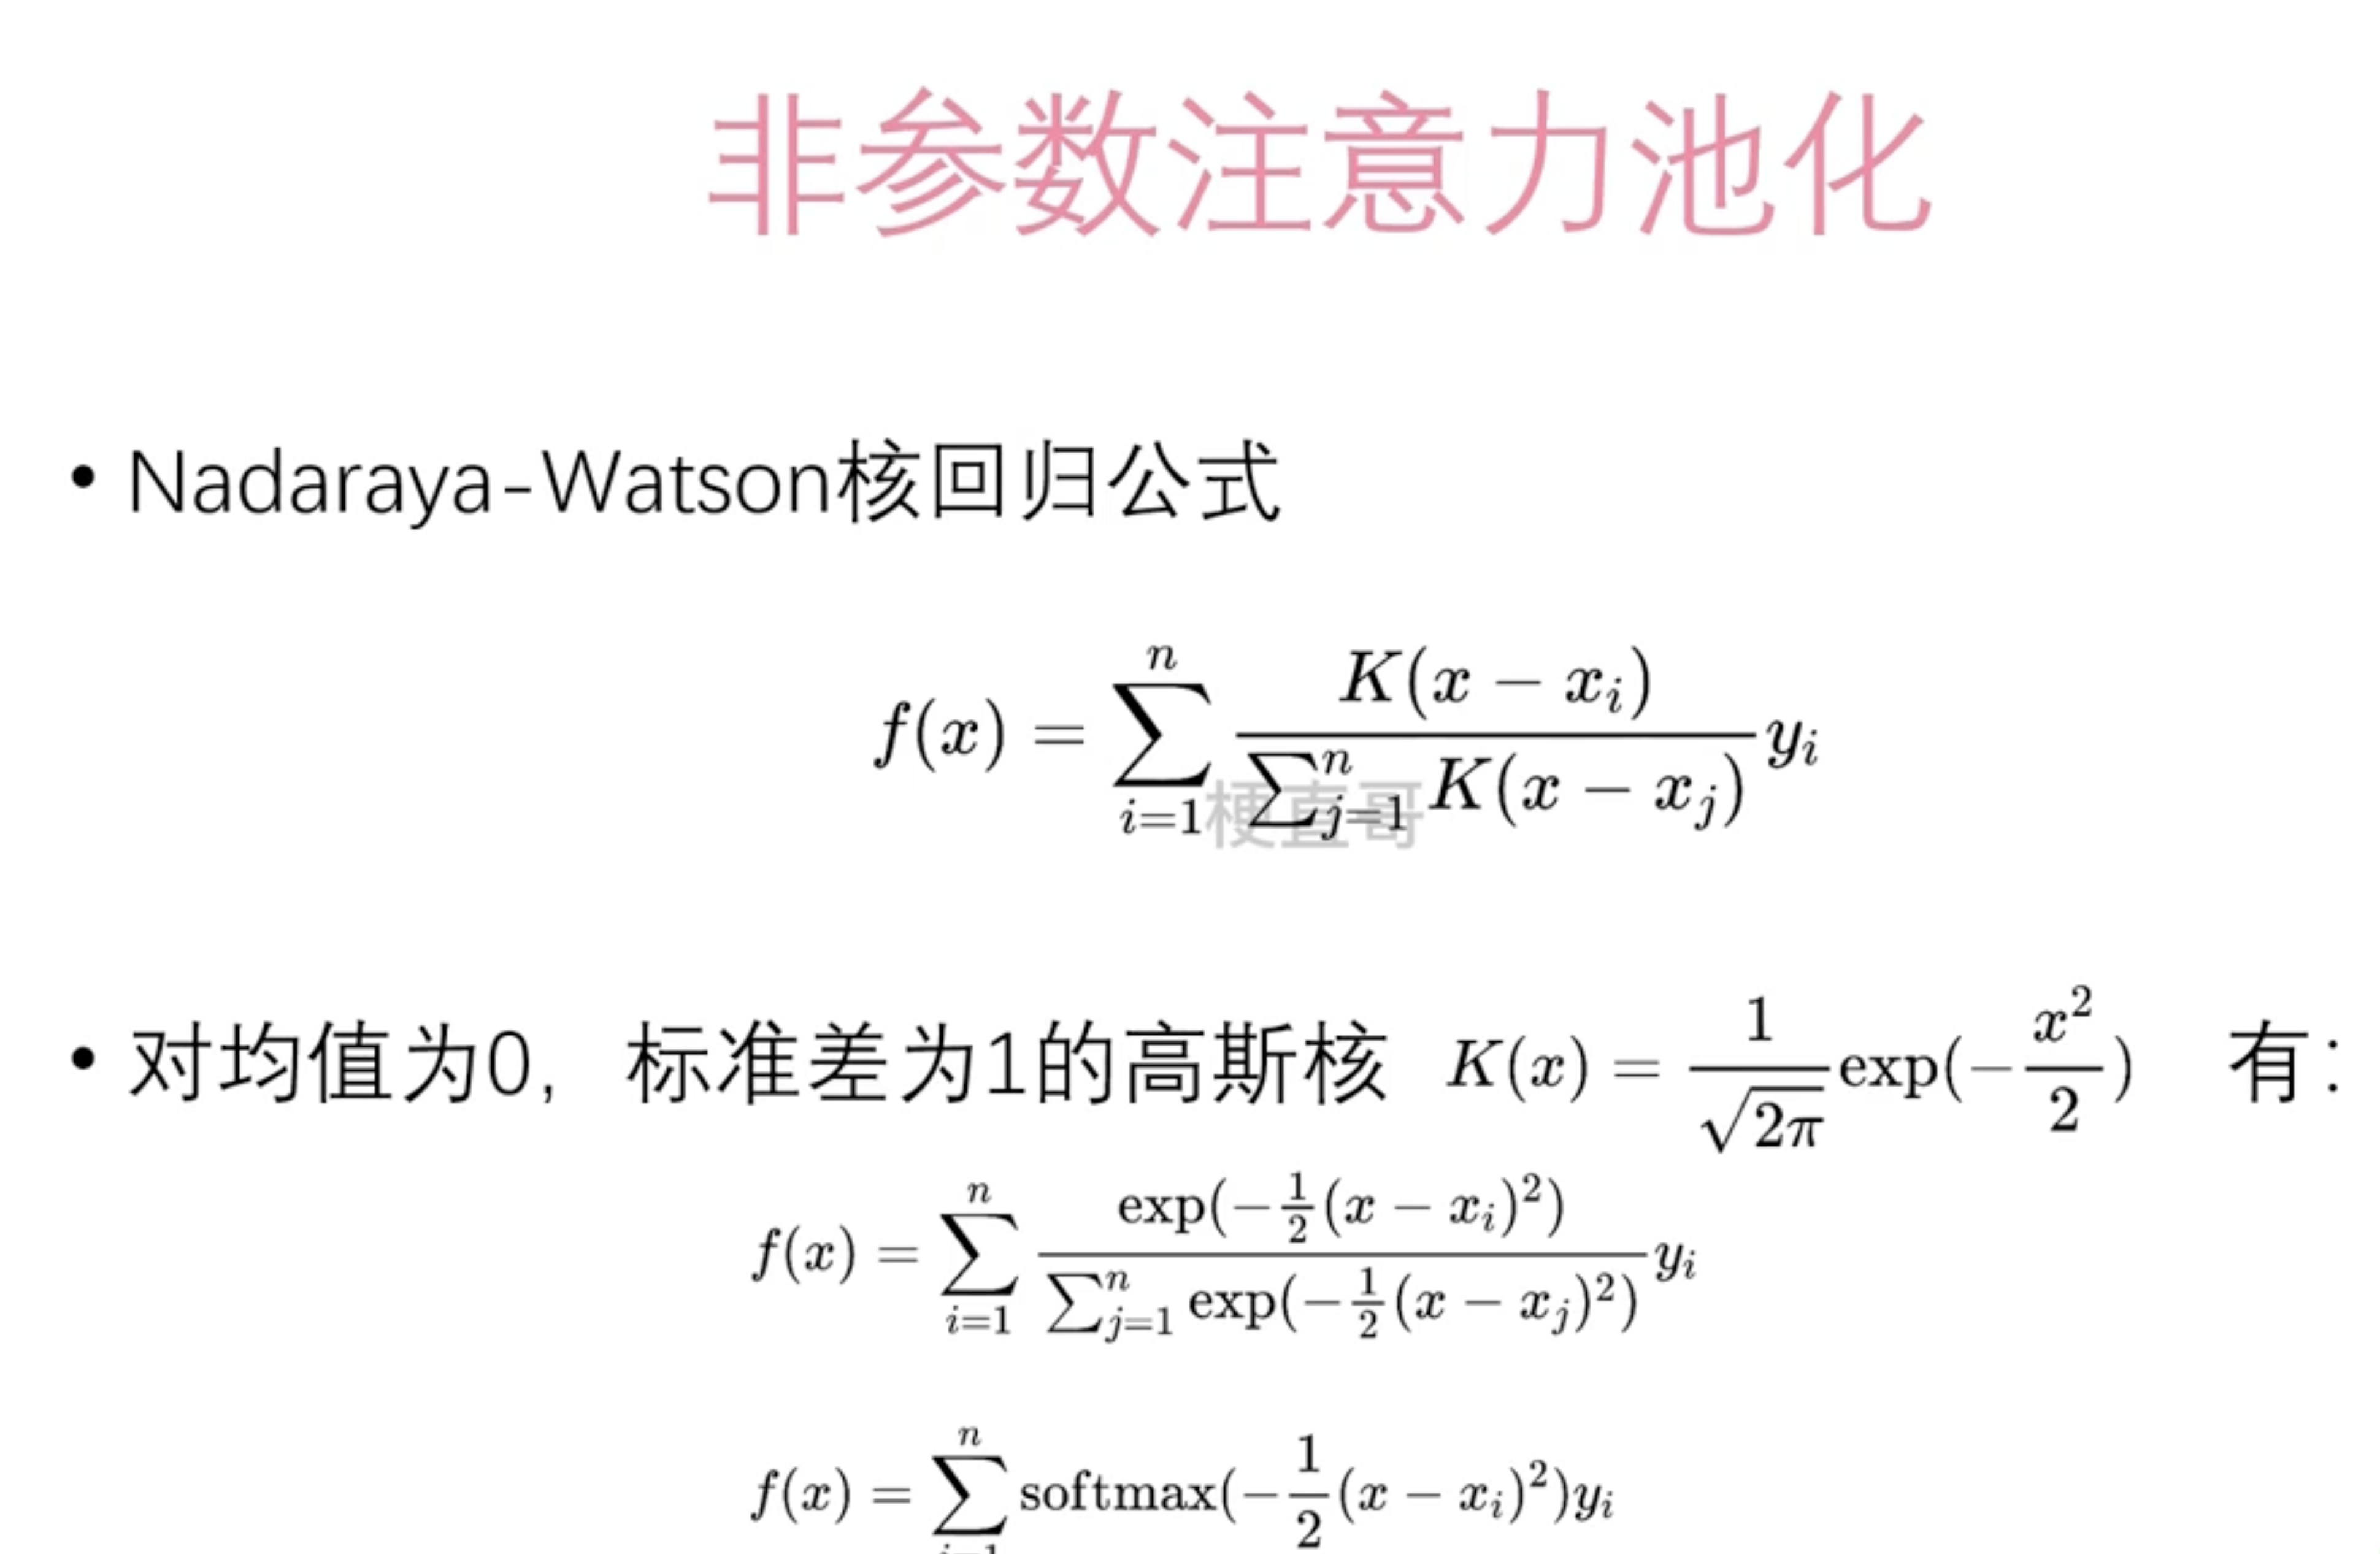 非参数注意力池化
• Nadaraya-Watson核回归公式
f(x) = \sum_{i=1}^{n} \frac{K(x - x_i)}{\sum_{j=1}^{n} K(x - x_j)} y_i
梗直哥
• 对均值为0，标准差为1的高斯核 K(x) = \frac{1}{\sqrt{2\pi}} \exp(-\frac{x^2}{2}) 有：
f(x) = \sum_{i=1}^{n} \frac{\exp(-\frac{1}{2}(x - x_i)^2)}{\sum_{j=1}^{n} \exp(-\frac{1}{2}(x - x_j)^2)} y_i
f(x) = \sum_{i=1}^{n} \text{softmax}(-\frac{1}{2}(x - x_i)^2) y_i